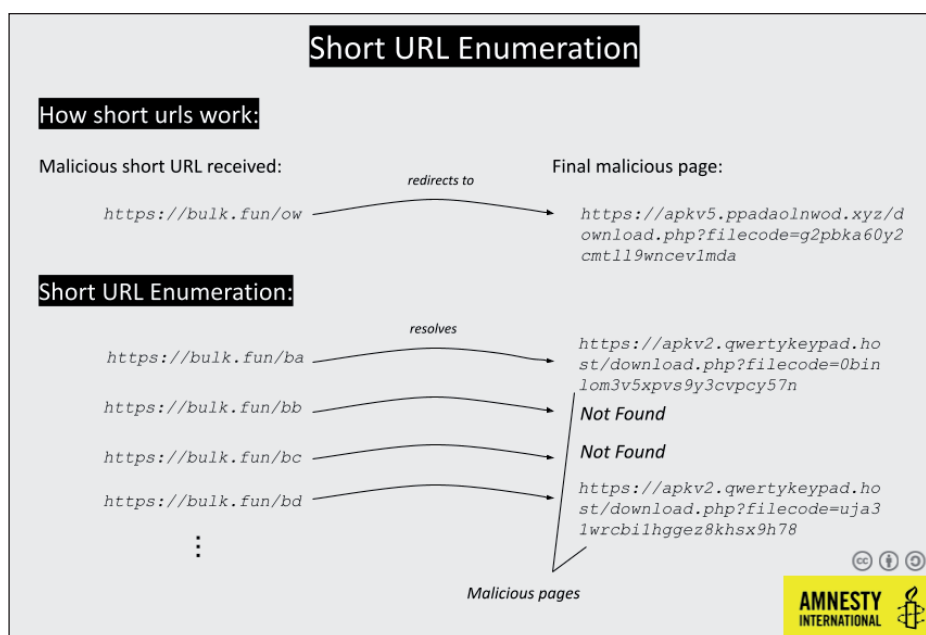 Short URL Enumeration
How short urls work:
Malicious short URL received:
Final malicious page:
redirects to
https://bulk.fun/ow
https://apkv5.ppadaolnwod.xyz/d
ownload.php?filecode=g2pbka60y2
cmtll9wncev1mda
Short URL Enumeration:
resolves
https://bulk.fun/ba
https://apkv2.qwertykeypad.ho
st/download.php?filecode=0bin
lom3v5xpvs9y3cvpcy57n
https://bulk.fun/bb
Not Found
https://bulk.fun/bc
Not Found
https://bulk.fun/bd
https://apkv2.qwertykeypad.ho
st/download.php?filecode=uja3
1wrcbi1hggez8khsx9h78
Malicious pages
cc
AMNESTY
INTERNATIONAL